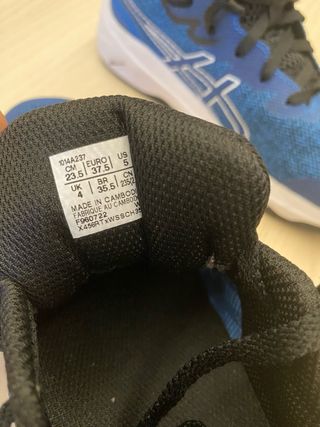 1014A237
CM EURO US
23.5 37.5 5
UK BR CN
4 35.5
MADE IN CAMBODIA
FABRIQUE AU CAMBODGE
F960722